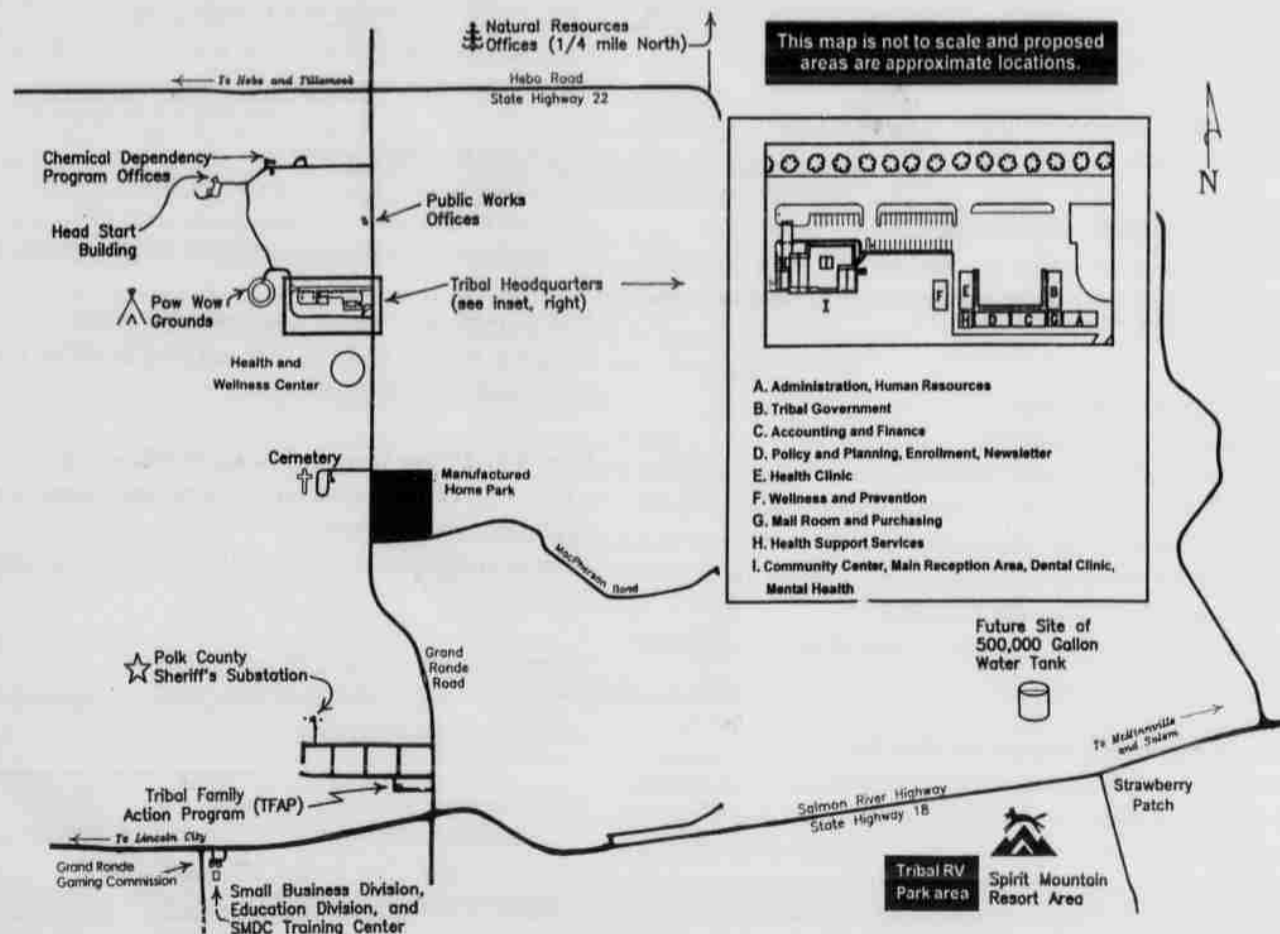 Natural Resources
Offices (1/4 mile North)
This map is not to scale and proposed
areas are approximate locations.
To Hebo and Tillamook
Hebo Road
State Highway 22
N
Chemical Dependency
Program Offices
Head Start
Building
Public Works
Offices
Pow Wow
Grounds
Tribal Headquarters
(see inset, right)
Health and
Wellness Center
Cemetery
Manufactured
Home Park
MacPherson
Road
I
F
E
B
H
D
C
G
A
I
A. Administration, Human Resources
B. Tribal Government
C. Accounting and Finance
D. Policy and Planning, Enrollment, Newsletter
E. Health Clinic
F. Wellness and Prevention
G. Mail Room and Purchasing
H. Health Support Services
I. Community Center, Main Reception Area, Dental Clinic,
Mental Health
Polk County
Sheriff's Substation
Grand
Ronde
Road
Future Site of
500,000 Gallon
Water Tank
To McMinnville
and Salem
Tribal Family
Action Program (TFAP)
Salmon River Highway
State Highway 18
Strawberry
Patch
To Lincoln City
Grand Ronde
Gaming Commission
Small Business Division,
Education Division, and
SMDC Training Center
Tribal RV
Park area
Spirit Mountain
Resort Area